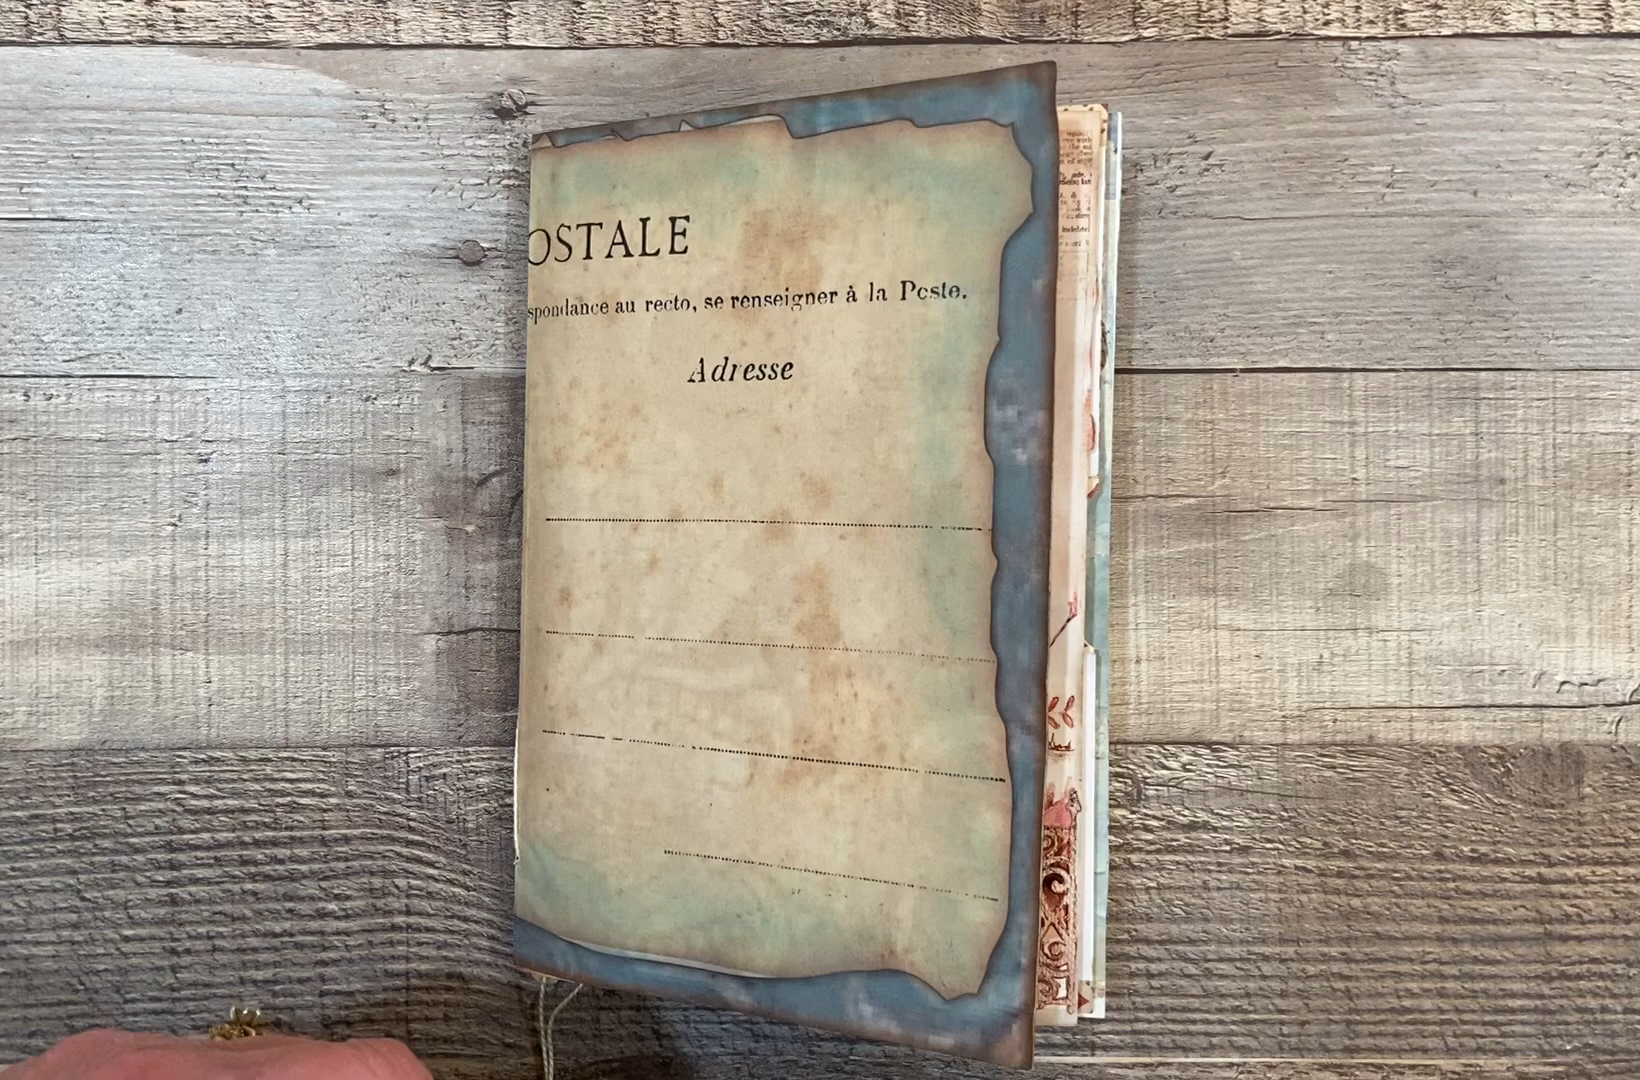 OSTALE
spondance au recto, se renseigner à la Poste.
Adresse